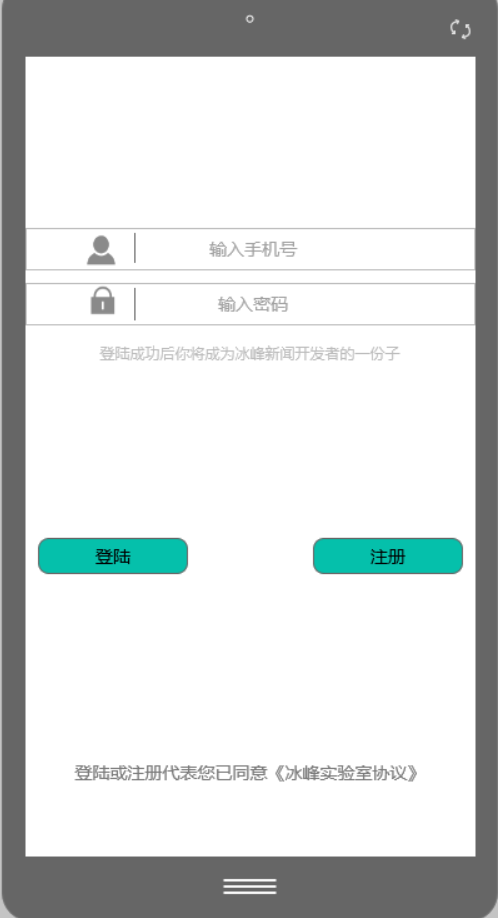 输入手机号
输入密码
登陆成功后你将成为冰峰新闻开发者的一份子
登陆
注册
登陆或注册代表您已同意《冰峰实验室协议》